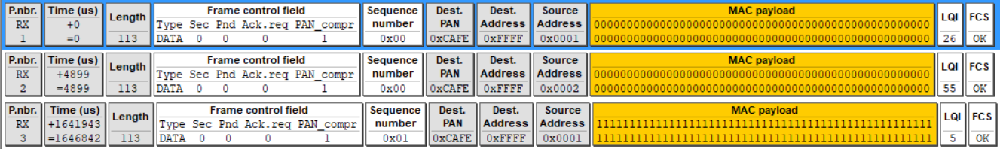 P.nbr. Time (us) Length Frame control field Sequence Dest. Dest. Source MAC payload LQI FCS
RX +0 Type Sec Pnd Ack.req PAN_compr number PAN Address Address 000000000000000000000000000000000000000000000000000
1 =0 113 DATA 0 0 0 1 0x00 0xCAFE 0xFFFF 0x0001 000000000000000000000000000000000000000000000000000 26 OK
P.nbr. Time (us) Length Frame control field Sequence Dest. Dest. Source MAC payload LQI FCS
RX +4899 Type Sec Pnd Ack.req PAN_compr number PAN Address Address 000000000000000000000000000000000000000000000000000
2 =4899 113 DATA 0 0 0 1 0x00 0xCAFE 0xFFFF 0x0002 000000000000000000000000000000000000000000000000000 55 OK
P.nbr. Time (us) Length Frame control field Sequence Dest. Dest. Source MAC payload LQI FCS
RX +1641943 Type Sec Pnd Ack.req PAN_compr number PAN Address Address 111111111111111111111111111111111111111111111111111
3 =1646842 113 DATA 0 0 0 1 0x01 0xCAFE 0xFFFF 0x0001 111111111111111111111111111111111111111111111111111 5 OK